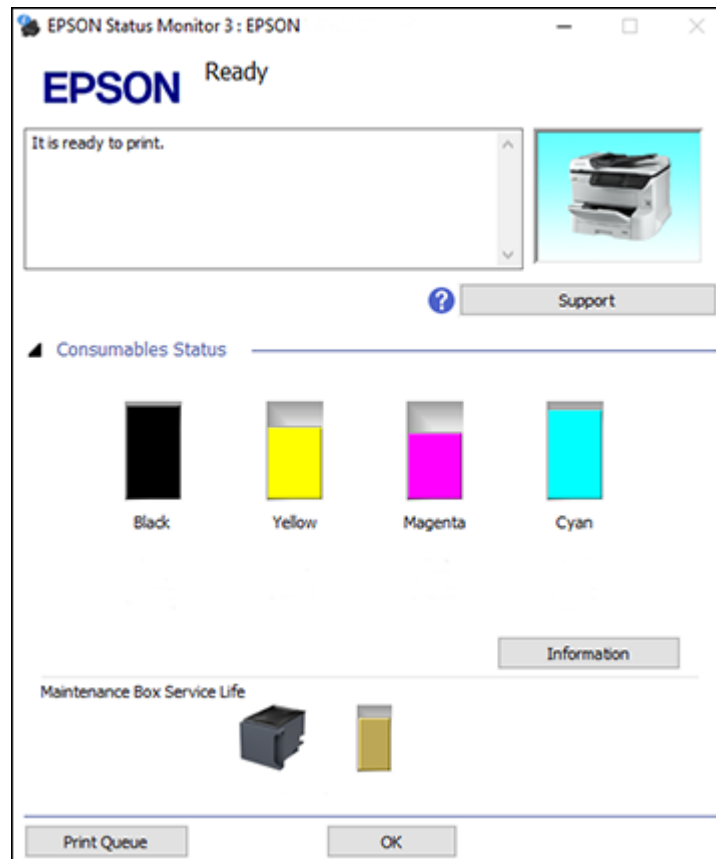 EPSON Status Monitor 3 : EPSON
EPSON
Ready
It is ready to print.
?
Support
Consumables Status
Black Yellow Magenta Cyan
Information
Maintenance Box Service Life
Print Queue OK